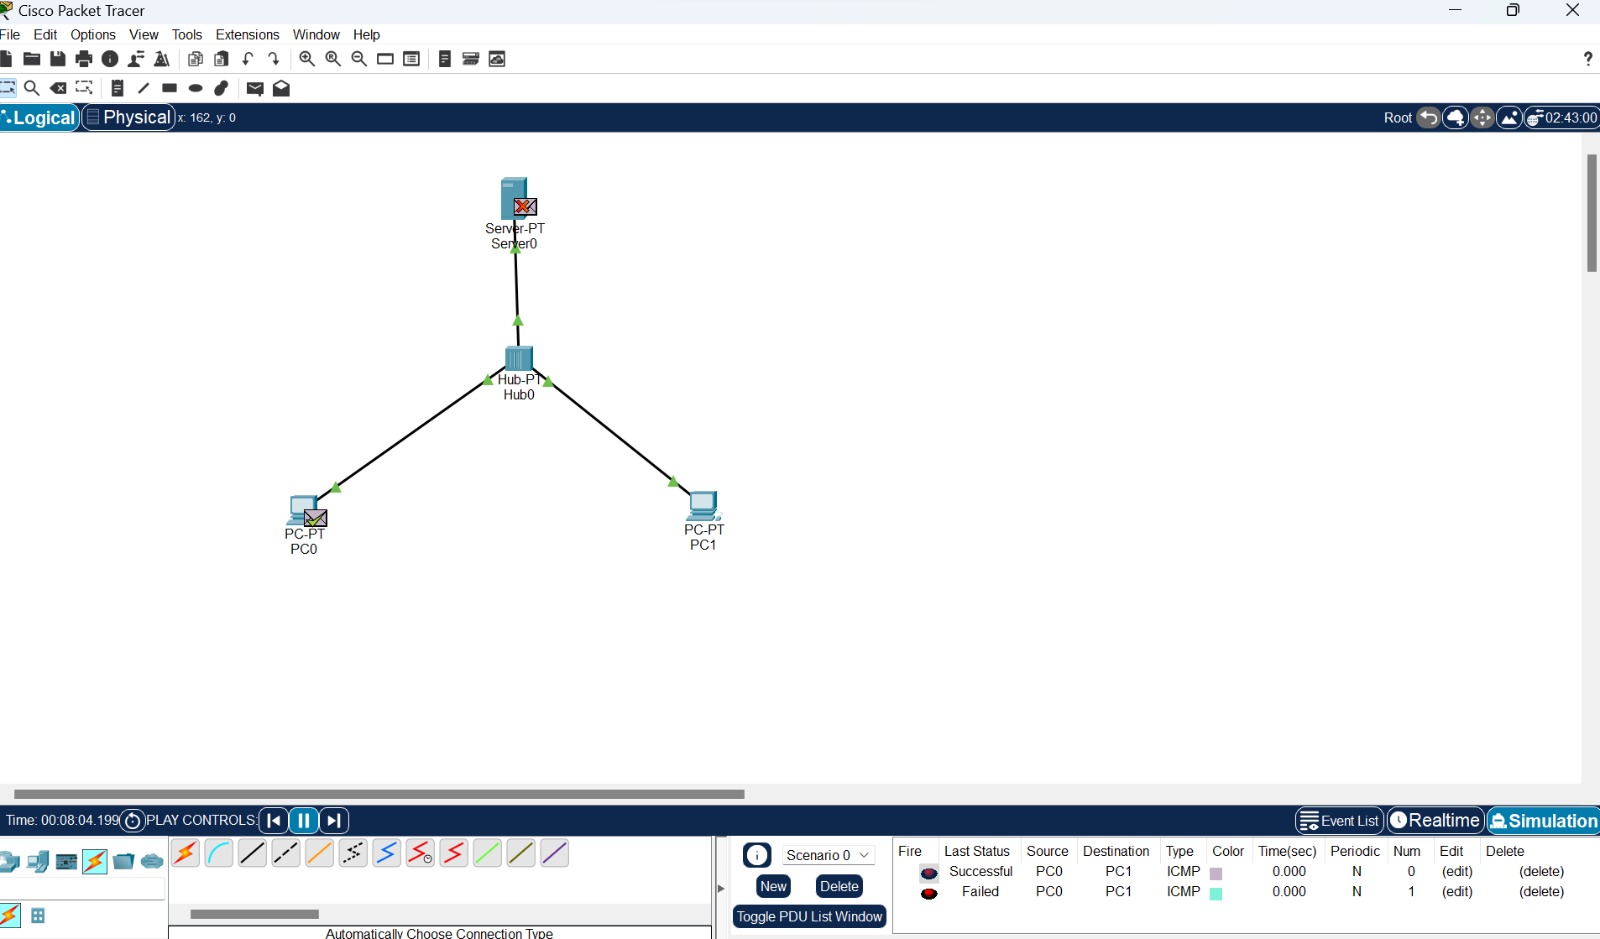 Cisco Packet Tracer
File Edit Options View Tools Extensions Window Help
?
Logical Physical x: 162, y: 0 Root 02:43:00
Server-PT
Server0
Hub-PT
Hub0
PC-PT
PC0
PC-PT
PC1
Time: 00:08:04.199 PLAY CONTROLS: Event List Realtime Simulation
Scenario 0
New Delete
Toggle PDU List Window
Fire Last Status Source Destination Type Color Time(sec) Periodic Num Edit Delete
Successful PC0 PC1 ICMP 0.000 N 0 (edit) (delete)
Failed PC0 PC1 ICMP 0.000 N 1 (edit) (delete)
Automatically Choose Connection Type